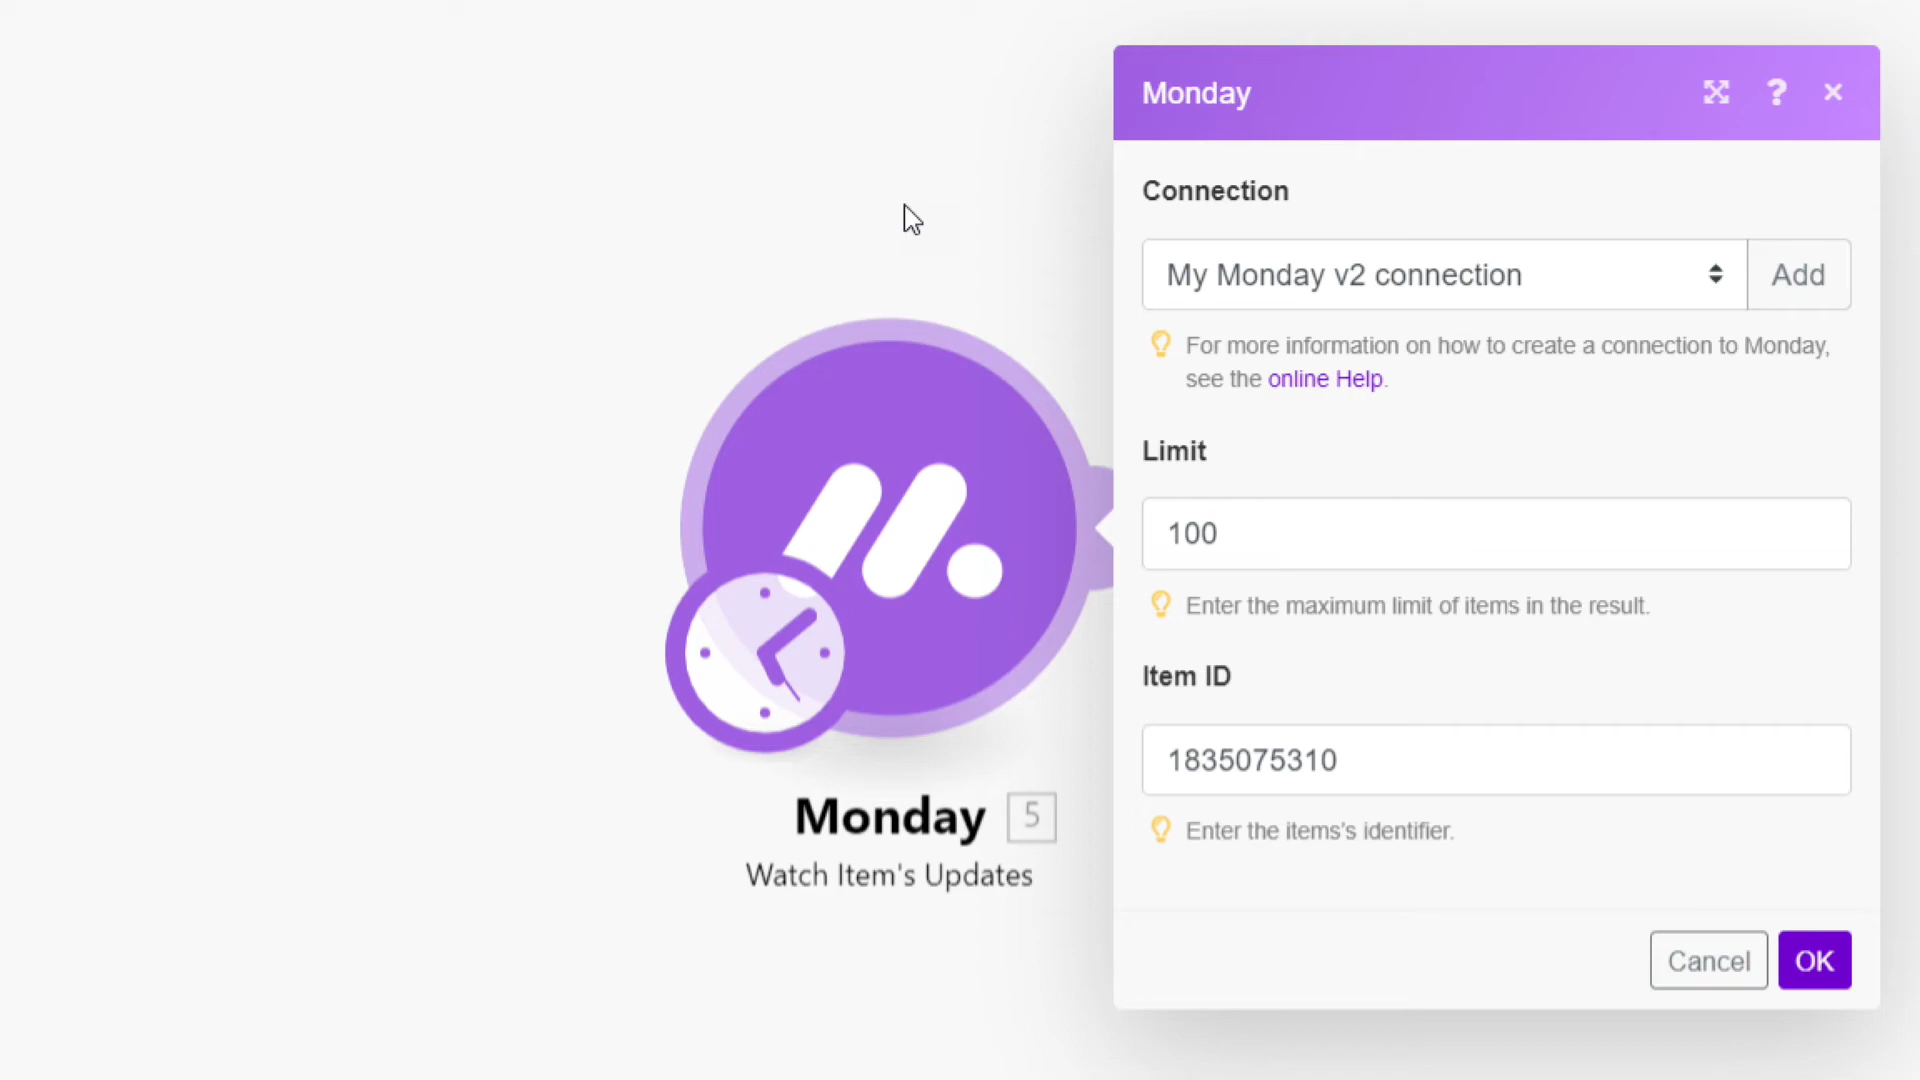 Monday
Connection
My Monday v2 connection
Add
For more information on how to create a connection to Monday,
see the online Help.
Limit
100
Enter the maximum limit of items in the result.
Item ID
1835075310
Enter the items's identifier.
Cancel
OK
Monday 5
Watch Item's Updates